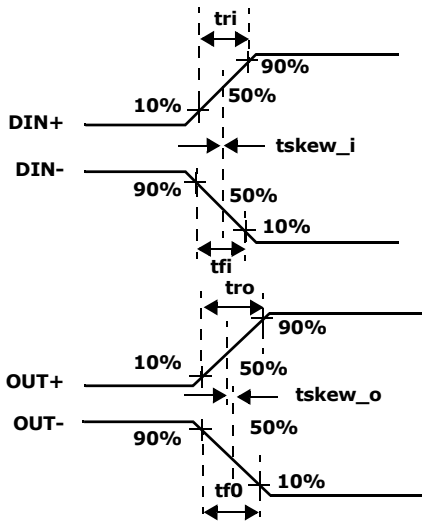 tri
90%
10%
50%
DIN+
tskew_i
DIN-
90%
50%
10%
tfi
tro
90%
10%
50%
OUT+
tskew_o
OUT-
50%
90%
10%
tf0